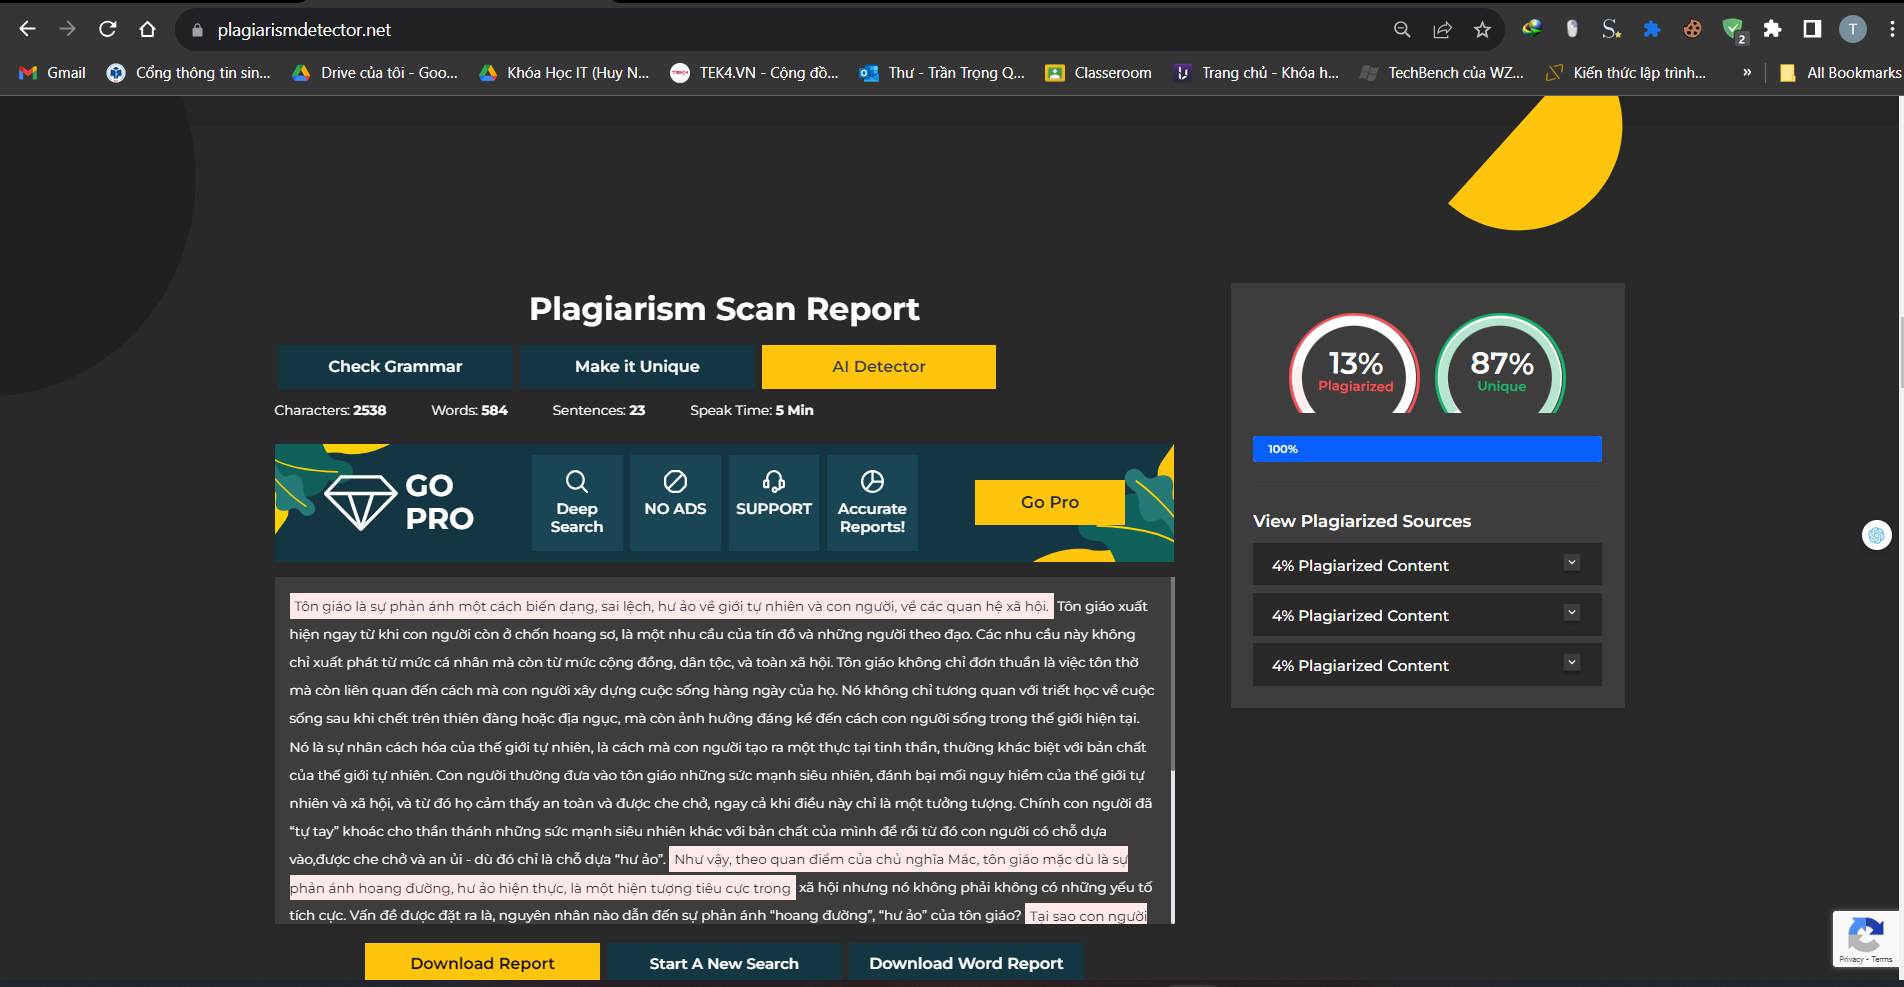 plagiarismdetector.net
T
2
Gmail
Cổng thông tin sin...
Drive của tôi - Goo...
Khóa Học IT (Huy N...
TEK4.VN - Cộng đồ...
Thư - Trần Trọng Q...
Classeroom
Trang chủ - Khóa h...
TechBench của WZ...
Kiến thức lập trình...
»
All Bookmarks
Plagiarism Scan Report
Check Grammar
Make it Unique
AI Detector
Characters: 2538
Words: 584
Sentences: 23
Speak Time: 5 Min
GO
PRO
Deep
Search
NO ADS
SUPPORT
Accurate
Reports!
Go Pro
Tôn giáo là sự phản ánh một cách biến dạng, sai lệch, hư ảo về giới tự nhiên và con người, về các quan hệ xã hội. Tôn giáo xuất
hiện ngay từ khi con người còn ở chốn hoang sơ, là một nhu cầu của tín đồ và những người theo đạo. Các nhu cầu này không
chỉ xuất phát từ mức cá nhân mà còn từ mức cộng đồng, dân tộc, và toàn xã hội. Tôn giáo không chỉ đơn thuần là việc tôn thờ
mà còn liên quan đến cách mà con người xây dựng cuộc sống hàng ngày của họ. Nó không chỉ tương quan với triết học về cuộc
sống sau khi chết trên thiên đàng hoặc địa ngục, mà còn ảnh hưởng đáng kể đến cách con người sống trong thế giới hiện tại.
Nó là sự nhân cách hóa của thế giới tự nhiên, là cách mà con người tạo ra một thực tại tinh thần, thường khác biệt với bản chất
của thế giới tự nhiên. Con người thường đưa vào tôn giáo những sức mạnh siêu nhiên, đánh bại mối nguy hiểm của thế giới tự
nhiên và xã hội, và từ đó họ cảm thấy an toàn và được che chở, ngay cả khi điều này chỉ là một tưởng tượng. Chính con người đã
“tự tay” khoác cho thần thánh những sức mạnh siêu nhiên khác với bản chất của mình để rồi từ đó con người có chỗ dựa
vào,được che chở và an ủi - dù đó chỉ là chỗ dựa “hư ảo”. Như vậy, theo quan điểm của chủ nghĩa Mác, tôn giáo mặc dù là sự
phản ánh hoang đường, hư ảo hiện thực, là một hiện tượng tiêu cực trong xã hội nhưng nó không phải không có những yếu tố
tích cực. Vấn đề được đặt ra là, nguyên nhân nào dẫn đến sự phản ánh “hoang đường”, “hư ảo” của tôn giáo? Tại sao con người
Download Report
Start A New Search
Download Word Report
13%
Plagiarized
87%
Unique
100%
View Plagiarized Sources
4% Plagiarized Content
4% Plagiarized Content
4% Plagiarized Content
Privacy - Terms